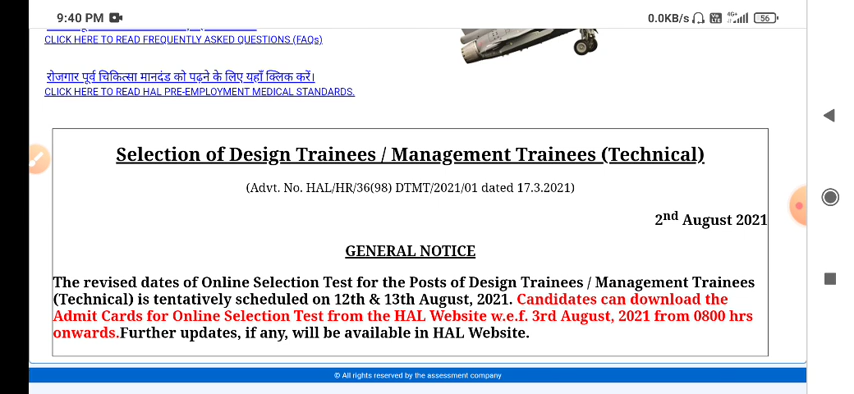 9:40 PM
0.0KB/s 4G+ 56
CLICK HERE TO READ FREQUENTLY ASKED QUESTIONS (FAQs)
रोजगार पूर्व चिकित्सा मानदंड को पढ़ने के लिए यहाँ क्लिक करें।
CLICK HERE TO READ HAL PRE-EMPLOYMENT MEDICAL STANDARDS.
Selection of Design Trainees / Management Trainees (Technical)
(Advt. No. HAL/HR/36(98) DTMT/2021/01 dated 17.3.2021)
2nd August 2021
GENERAL NOTICE
The revised dates of Online Selection Test for the Posts of Design Trainees / Management Trainees
(Technical) is tentatively scheduled on 12th & 13th August, 2021. Candidates can download the
Admit Cards for Online Selection Test from the HAL Website w.e.f. 3rd August, 2021 from 0800 hrs
onwards.Further updates, if any, will be available in HAL Website.
© All rights reserved by the assessment company